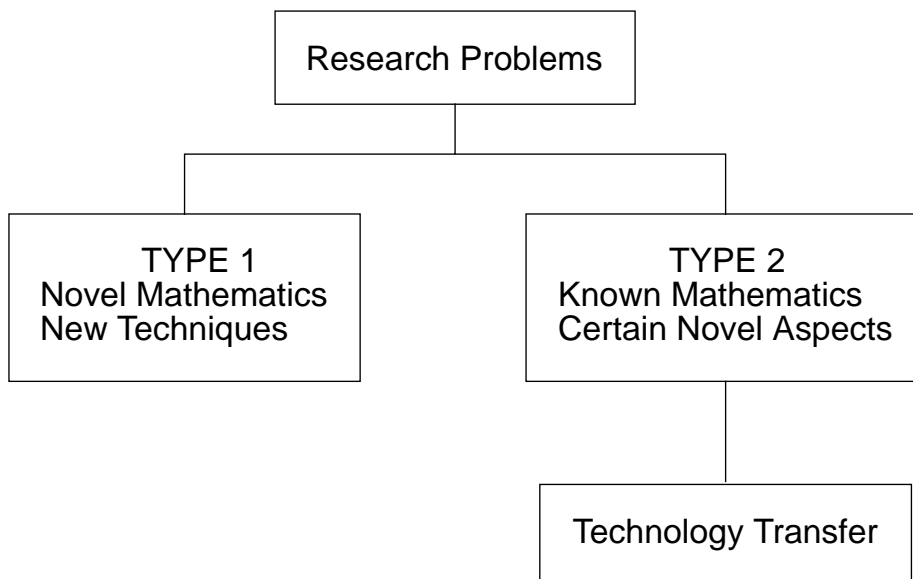 Research Problems
TYPE 1
Novel Mathematics
New Techniques
TYPE 2
Known Mathematics
Certain Novel Aspects
Technology Transfer